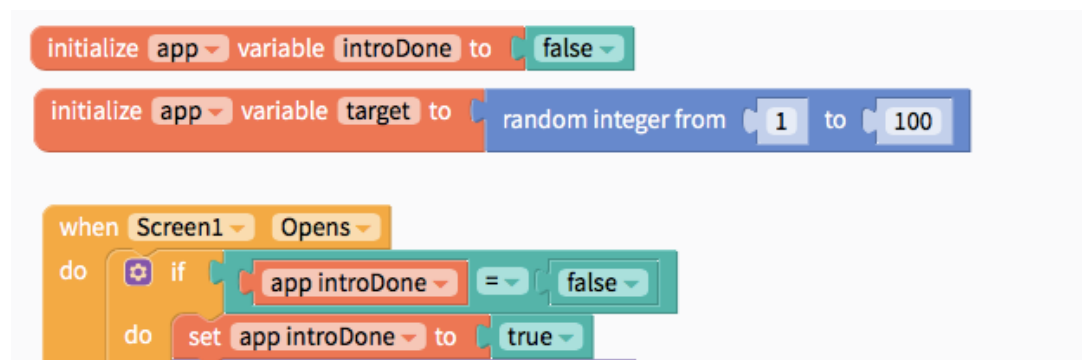 initialize app variable introDone to false
initialize app variable target to random integer from 1 to 100
when Screen1 Opens
do if app introDone = false
do set app introDone to true